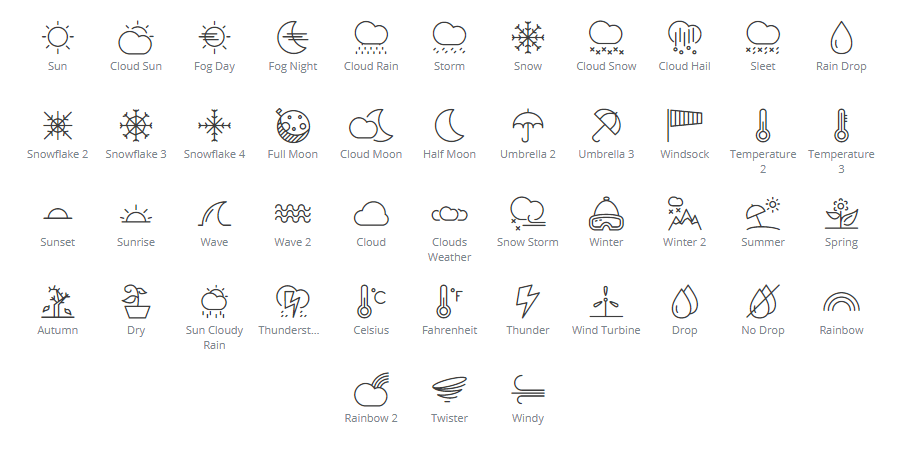 Sun
Cloud Sun
Fog Day
Fog Night
Cloud Rain
Storm
Snow
Cloud Snow
Cloud Hail
Sleet
Rain Drop
Snowflake 2
Snowflake 3
Snowflake 4
Full Moon
Cloud Moon
Half Moon
Umbrella 2
Umbrella 3
Windsock
Temperature
2
Temperature
3
Sunset
Sunrise
Wave
Wave 2
Cloud
Clouds
Weather
Snow Storm
Winter
Winter 2
Summer
Spring
Autumn
Dry
Sun Cloudy
Rain
Thunderst...
°C
Celsius
°F
Fahrenheit
Thunder
Wind Turbine
Drop
No Drop
Rainbow
Rainbow 2
Twister
Windy